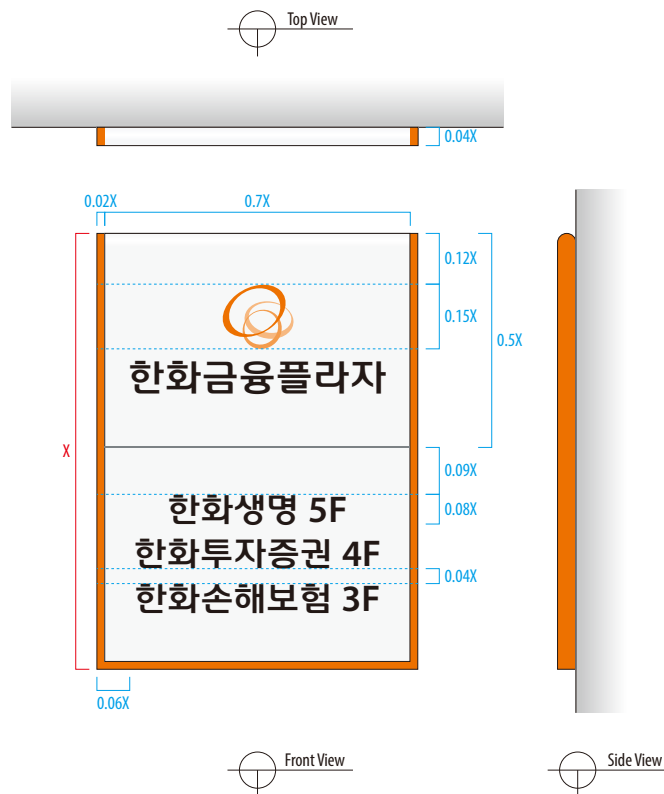 Top View
0.04X
0.02X
0.7X
0.12X
0.15X
0.5X
한화금융플라자
X
0.09X
한화생명 5F
0.08X
한화투자증권 4F
0.04X
한화손해보험 3F
0.06X
Front View
Side View